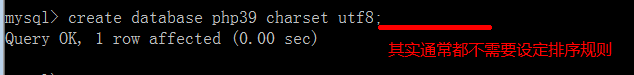 mysql> create database php39 charset utf8;
Query OK, 1 row affected (0.00 sec)
其实通常都不需要设定排序规则